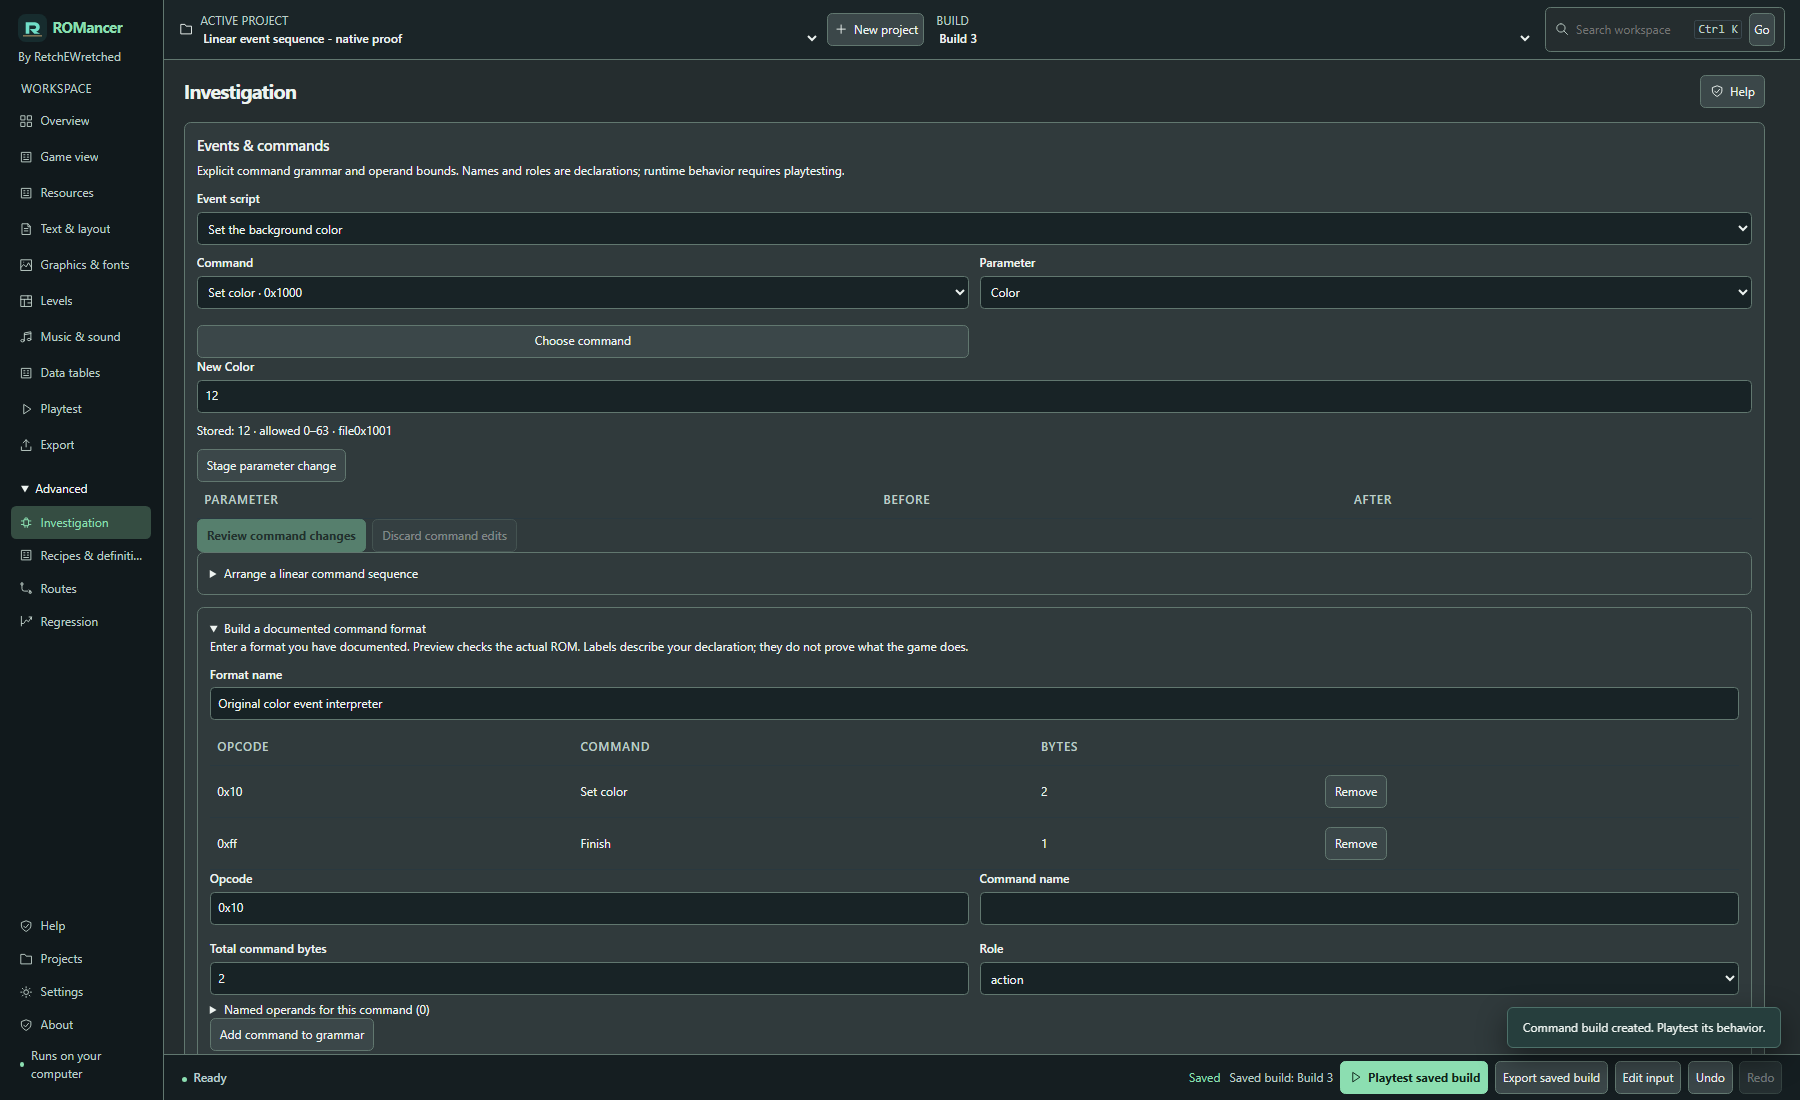 ROMancer
By RetchEWretched
WORKSPACE
Overview
Game view
Resources
Text & layout
Graphics & fonts
Levels
Music & sound
Data tables
Playtest
Export
Advanced
Investigation
Recipes & definiti...
Routes
Regression
Help
Projects
Settings
About
Runs on your
computer
ACTIVE PROJECT
Linear event sequence - native proof
New project
BUILD
Build 3
Search workspace
Ctrl K
Go
Investigation
Help
Events & commands
Explicit command grammar and operand bounds. Names and roles are declarations; runtime behavior requires playtesting.
Event script
Set the background color
Command
Parameter
Set color · 0x1000
Color
Choose command
New Color
12
Stored: 12 · allowed 0–63 · file0x1001
Stage parameter change
PARAMETER BEFORE AFTER
Review command changes
Discard command edits
Arrange a linear command sequence
Build a documented command format
Enter a format you have documented. Preview checks the actual ROM. Labels describe your declaration; they do not prove what the game does.
Format name
Original color event interpreter
OPCODE COMMAND BYTES
0x10 Set color 2 Remove
0xff Finish 1 Remove
Opcode
Command name
0x10
Total command bytes
Role
2
action
Named operands for this command (0)
Add command to grammar
Command build created. Playtest its behavior.
Ready
Saved
Saved build: Build 3
Playtest saved build
Export saved build
Edit input
Undo
Redo